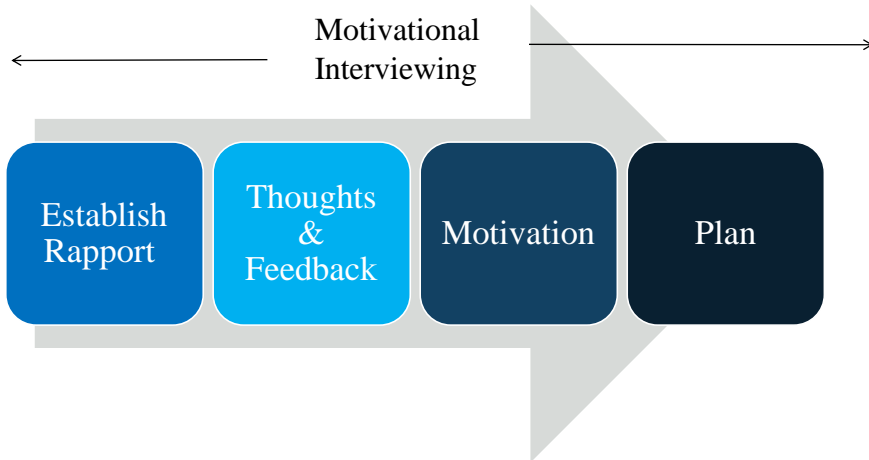 Motivational
Interviewing
Establish
Rapport
Thoughts
&
Feedback
Motivation
Plan